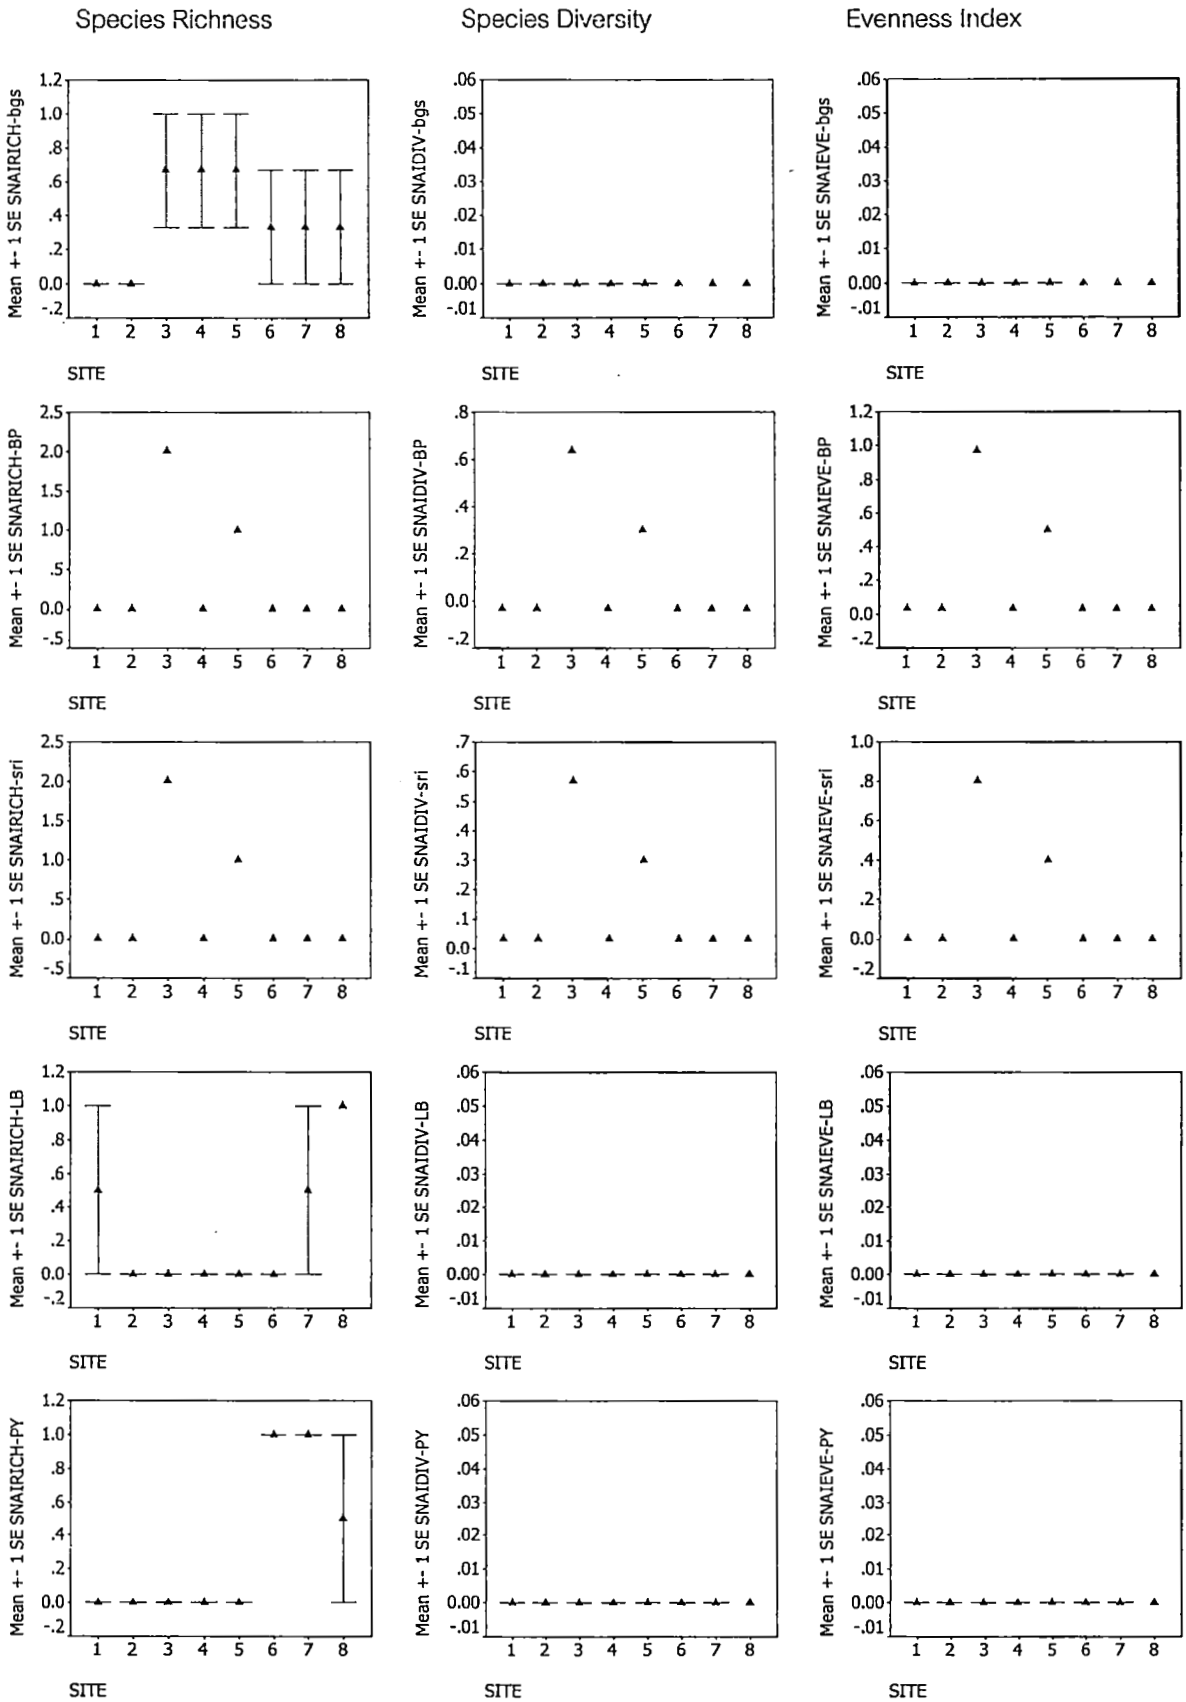 Species Richness
Species Diversity
Evenness Index
Mean +- 1 SE SNAIRICH-bgs
1.2
1.0
.8
.6
.4
.2
0.0
-.2
1 2 3 4 5 6 7 8
SITE
Mean +- 1 SE SNAIDIV-bgs
.06
.05
.04
.03
.02
.01
0.00
-.01
1 2 3 4 5 6 7 8
SITE
Mean +- 1 SE SNAIEVE-bgs
.06
.05
.04
.03
.02
.01
0.00
-.01
1 2 3 4 5 6 7 8
SITE
Mean +- 1 SE SNAIRICH-BP
2.5
2.0
1.5
1.0
.5
0.0
-.5
1 2 3 4 5 6 7 8
SITE
Mean +- 1 SE SNAIDIV-BP
.8
.6
.4
.2
0.0
-.2
1 2 3 4 5 6 7 8
SITE
Mean +- 1 SE SNAIEVE-BP
1.2
1.0
.8
.6
.4
.2
0.0
-.2
1 2 3 4 5 6 7 8
SITE
Mean +- 1 SE SNAIRICH-sri
2.5
2.0
1.5
1.0
.5
0.0
-.5
1 2 3 4 5 6 7 8
SITE
Mean +- 1 SE SNAIDIV-sri
.7
.6
.5
.4
.3
.2
.1
0.0
-.1
1 2 3 4 5 6 7 8
SITE
Mean +- 1 SE SNAIEVE-sri
1.0
.8
.6
.4
.2
0.0
-.2
1 2 3 4 5 6 7 8
SITE
Mean +- 1 SE SNAIRICH-LB
1.2
1.0
.8
.6
.4
.2
0.0
-.2
1 2 3 4 5 6 7 8
SITE
Mean +- 1 SE SNAIDIV-LB
.06
.05
.04
.03
.02
.01
0.00
-.01
1 2 3 4 5 6 7 8
SITE
Mean +- 1 SE SNAIEVE-LB
.06
.05
.04
.03
.02
.01
0.00
-.01
1 2 3 4 5 6 7 8
SITE
Mean +- 1 SE SNAIRICH-PY
1.2
1.0
.8
.6
.4
.2
0.0
-.2
1 2 3 4 5 6 7 8
SITE
Mean +- 1 SE SNAIDIV-PY
.06
.05
.04
.03
.02
.01
0.00
-.01
1 2 3 4 5 6 7 8
SITE
Mean +- 1 SE SNAIEVE-PY
.06
.05
.04
.03
.02
.01
0.00
-.01
1 2 3 4 5 6 7 8
SITE